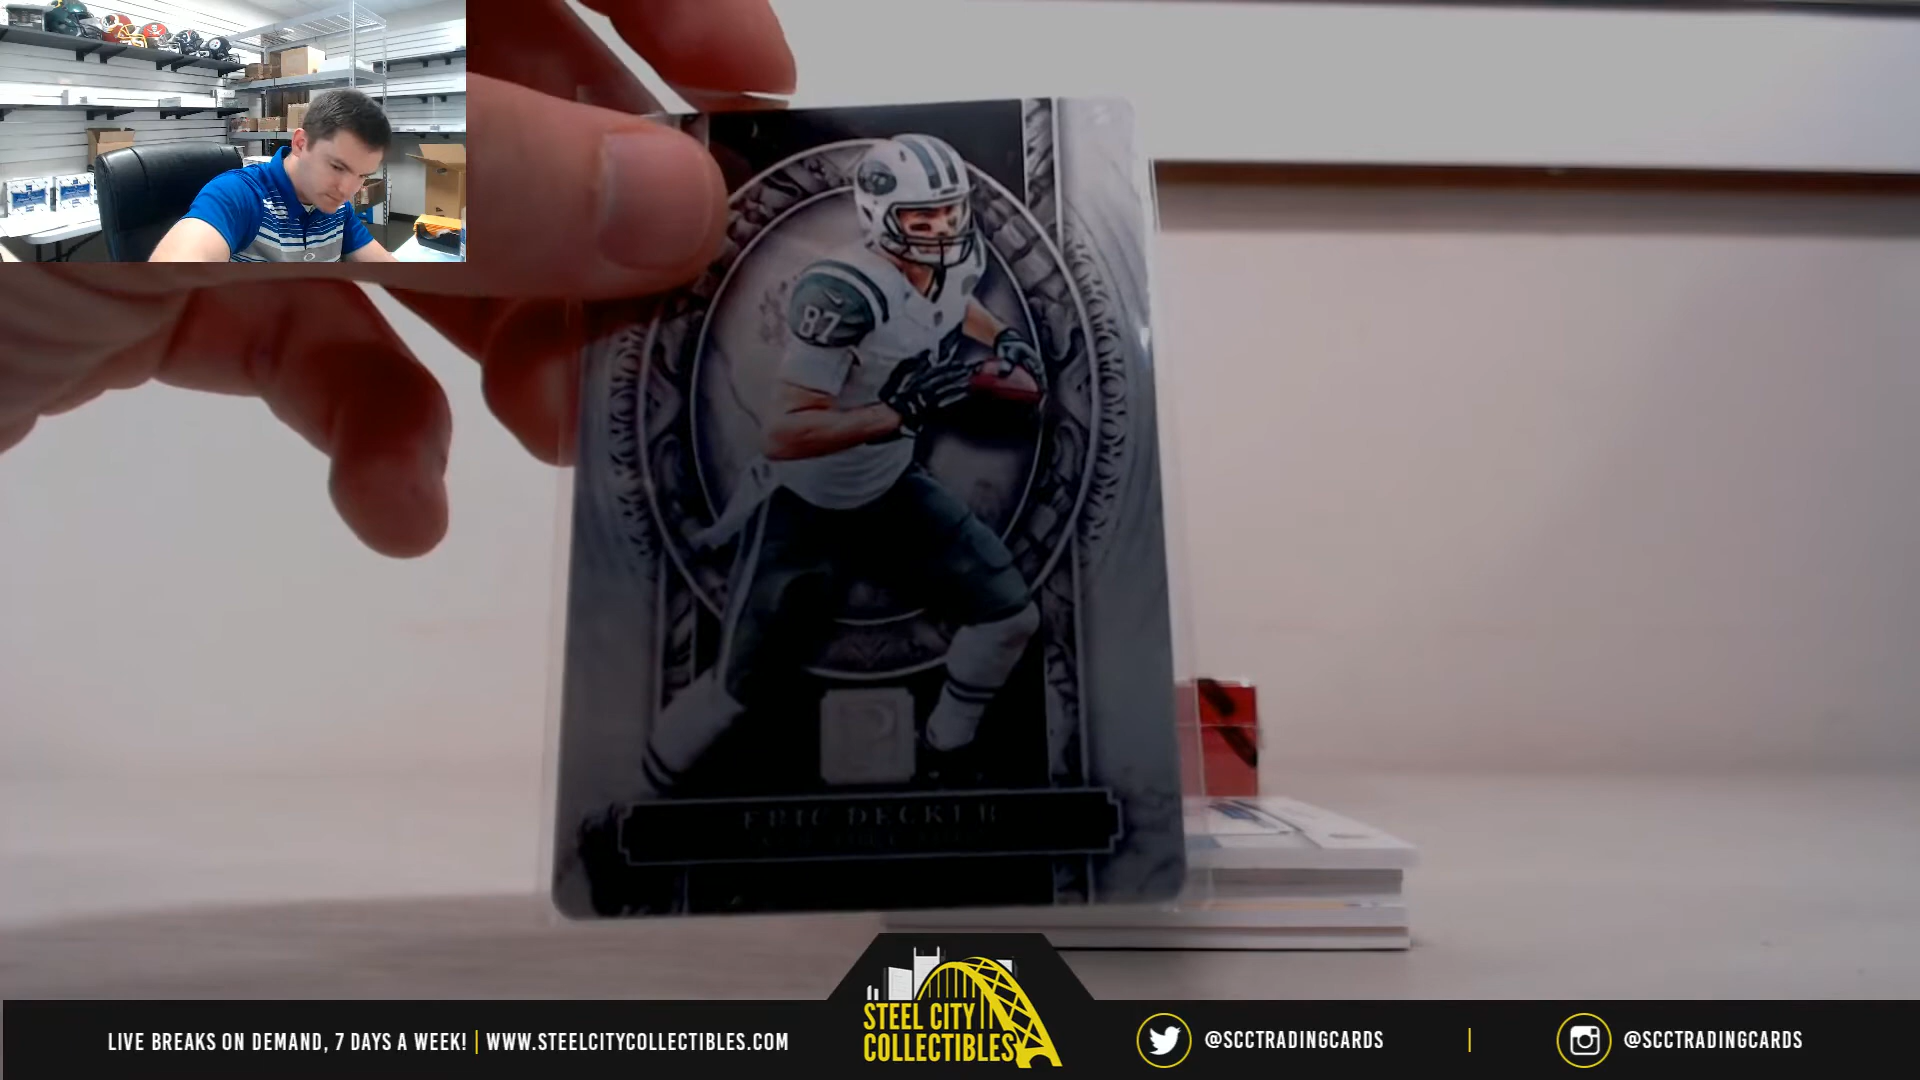 87
P
ERIC DECKER
STEEL CITY
COLLECTIBLES
LIVE BREAKS ON DEMAND, 7 DAYS A WEEK! | WWW.STEELCITYCOLLECTIBLES.COM
@SCCTRADINGCARDS | @SCCTRADINGCARDS